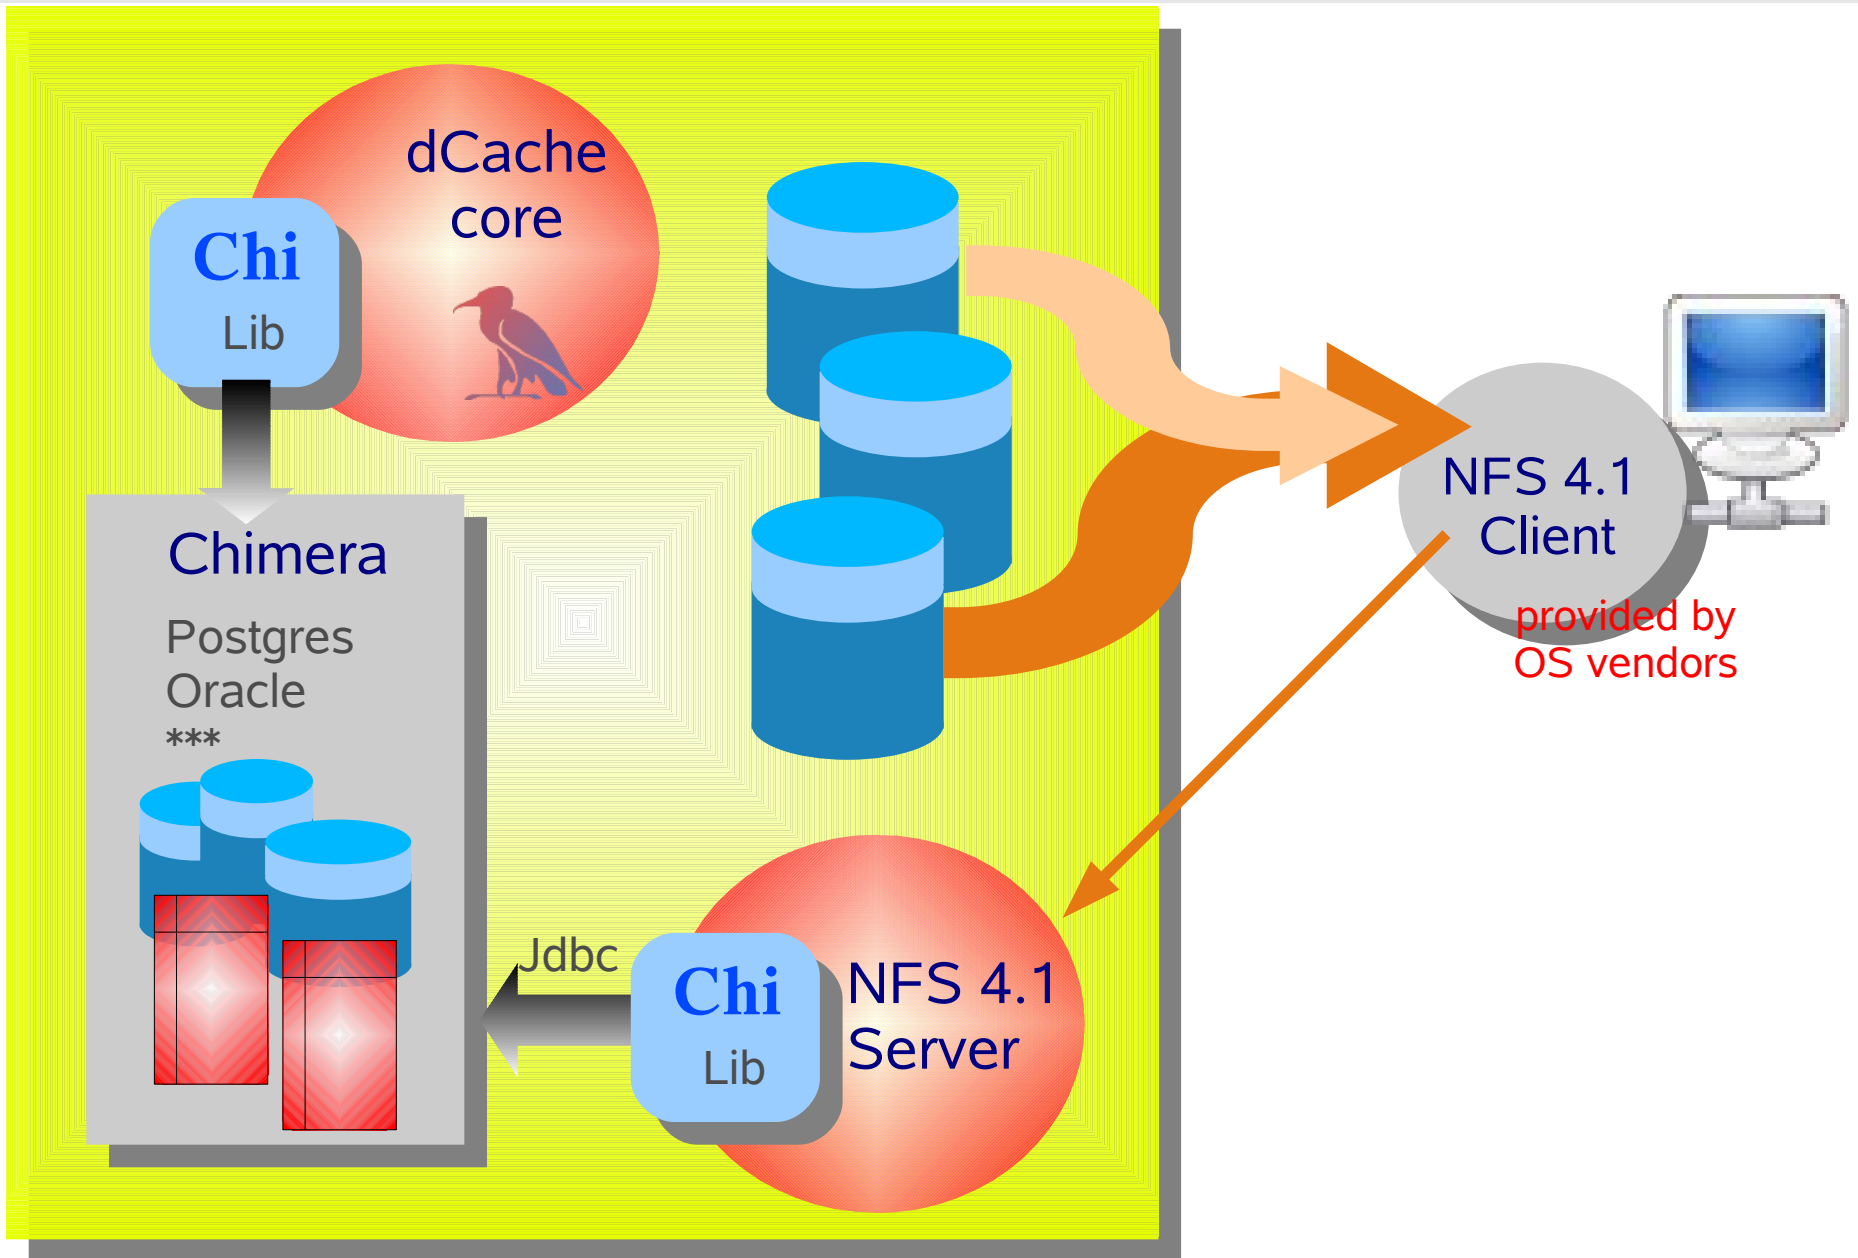 dCache
core
Chi
Lib
Chimera
Postgres
Oracle
***
Jdbc
Chi
Lib
NFS 4.1
Server
NFS 4.1
Client
provided by
OS vendors